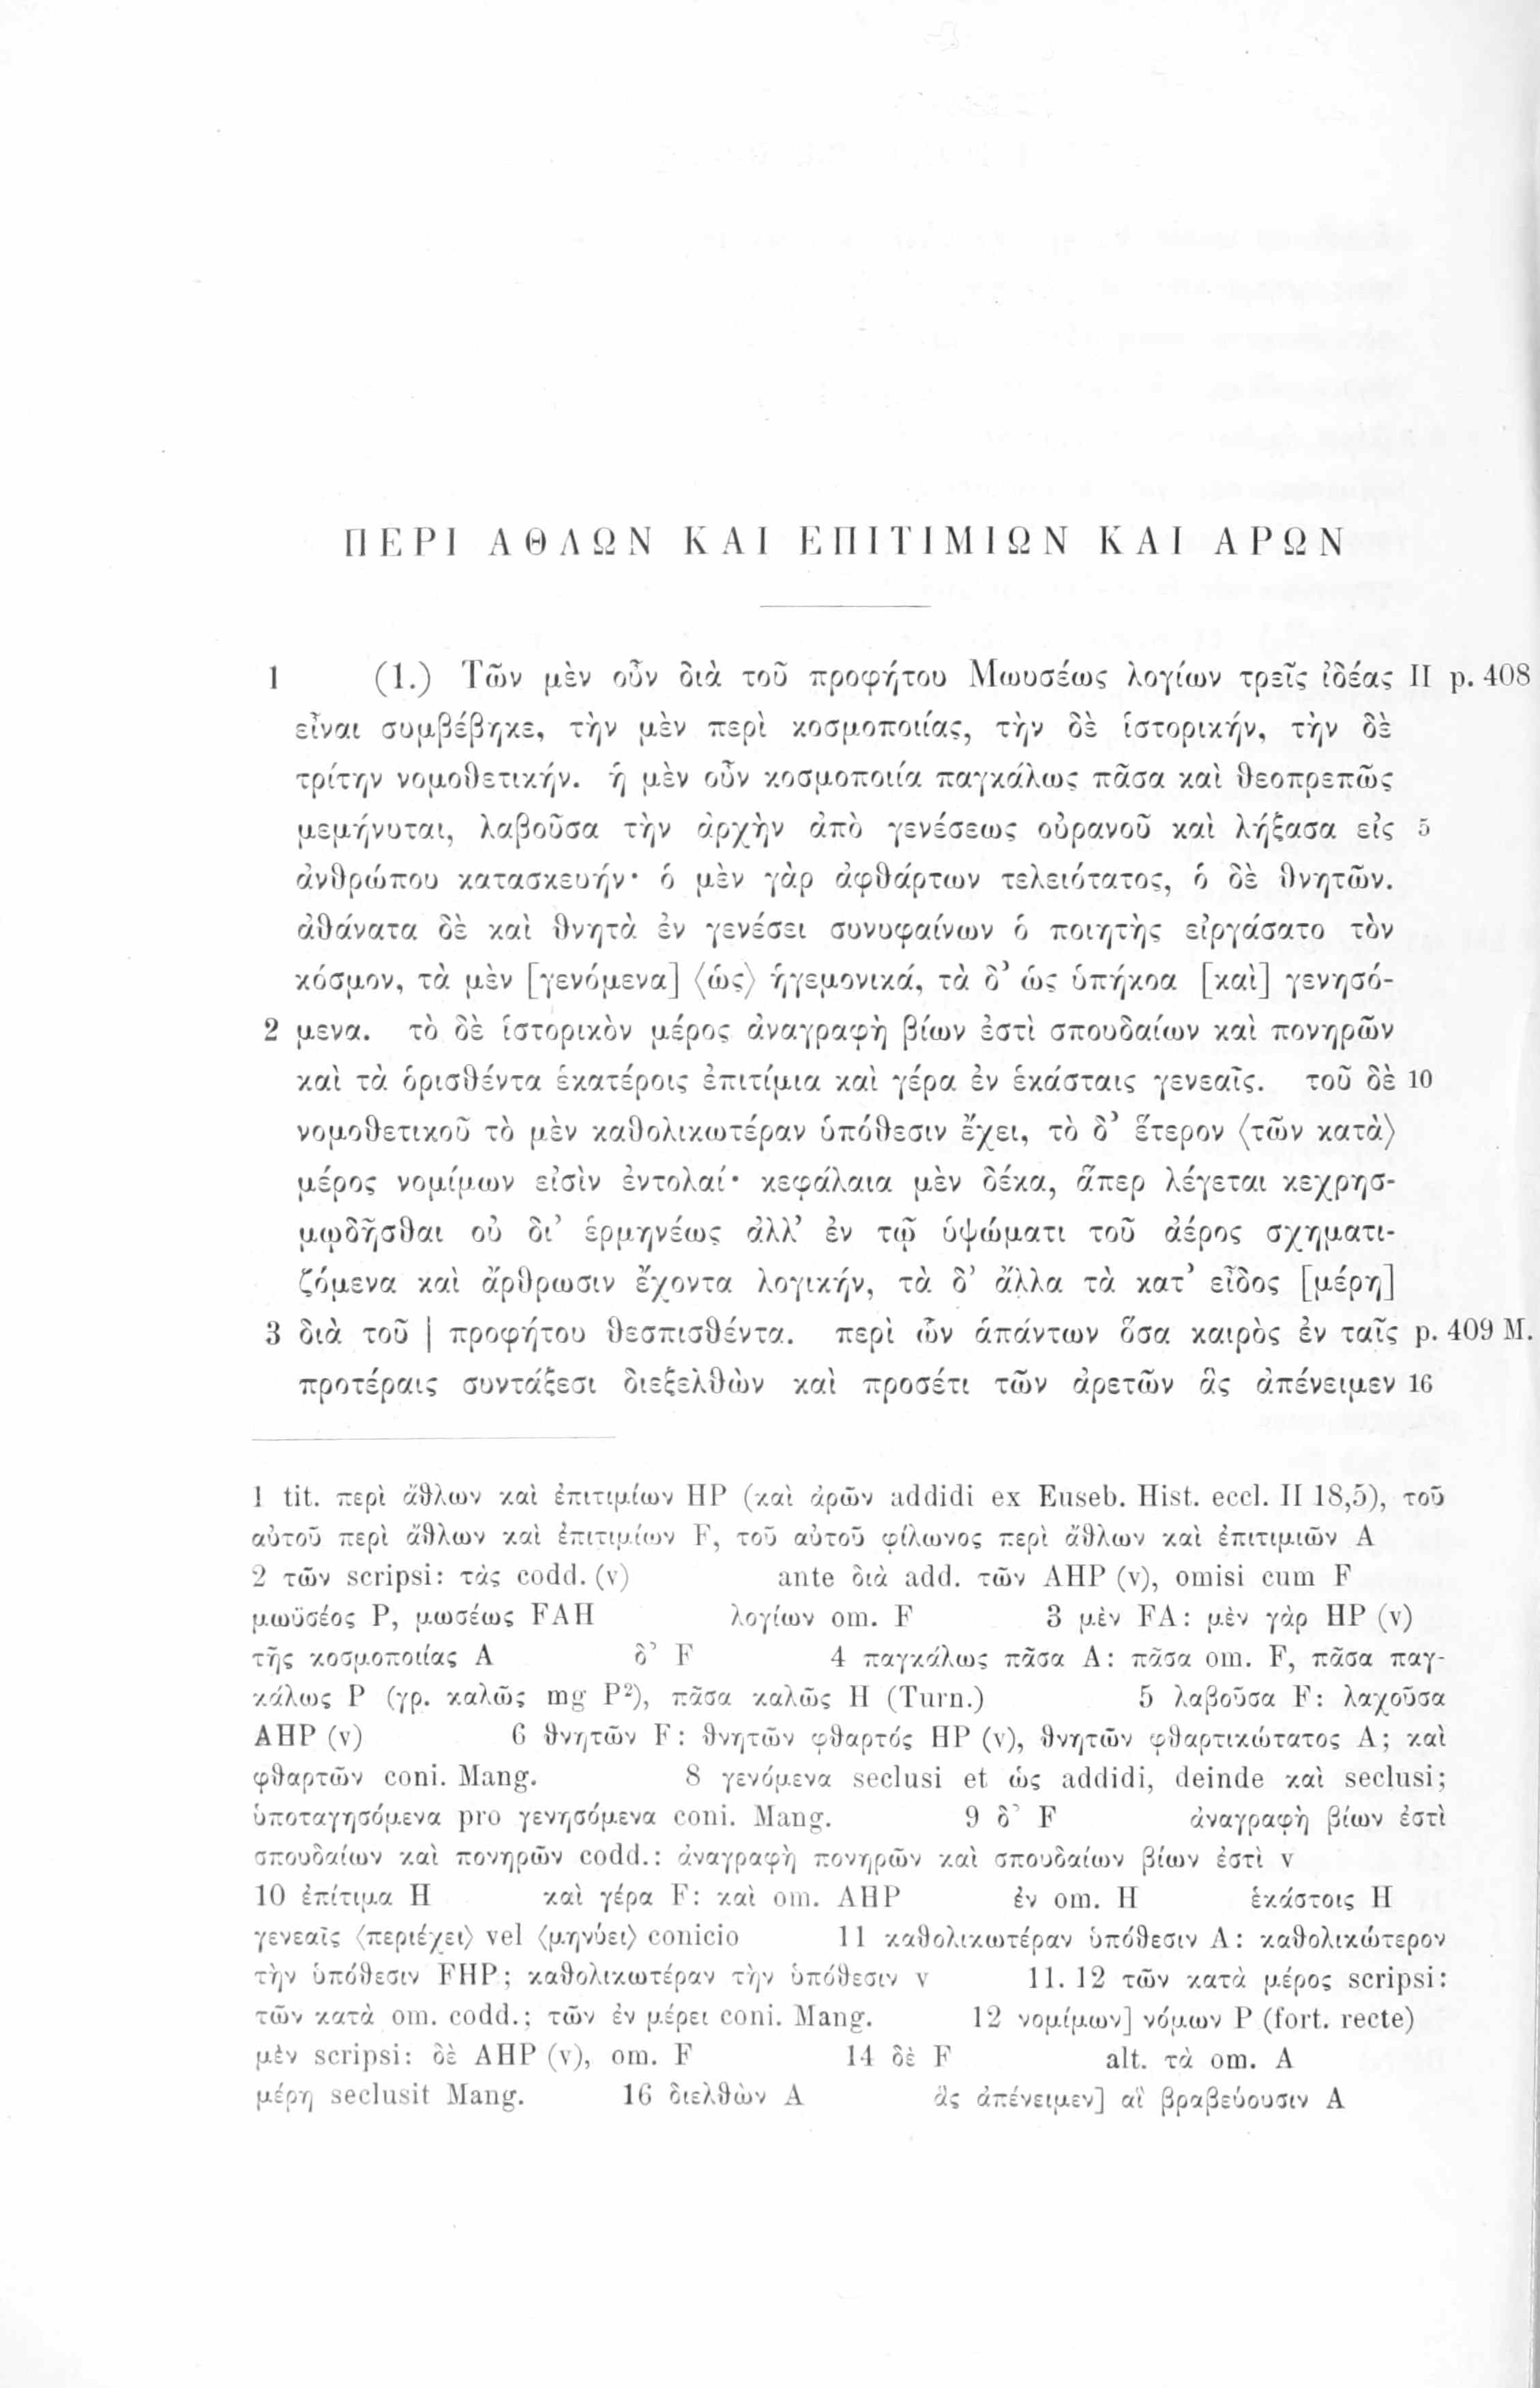 ΠΕΡΙ ΑΘΛΩΝ ΚΑΙ ΕΠΙΤΙΜΙΩΝ ΚΑΙ ΑΡΩΝ
1 (1.) Τῶν μὲν οὖν διὰ τοῦ προφήτου Μωυσέως λογίων τρεῖς ἰδέας II p. 408
εἶναι συμβέβηκε, τὴν μὲν περὶ κοσμοποιίας, τὴν δὲ ἱστορικήν, τὴν δὲ
τρίτην νομοθετικήν. ἡ μὲν οὖν κοσμοποιία παγκάλως πᾶσα καὶ θεοπρεπῶς
μεμήνυται, λαβοῦσα τὴν ἀρχὴν ἀπὸ γενέσεως οὐρανοῦ καὶ λήξασα εἰς 5
ἀνθρώπου κατασκευήν· ὁ μὲν γὰρ ἀφθάρτων τελειότατος, ὁ δὲ θνητῶν.
ἀθάνατα δὲ καὶ θνητὰ ἐν γενέσει συνυφαίνων ὁ ποιητὴς εἰργάσατο τὸν
κόσμον, τὰ μὲν [γενόμενα] ⟨ὡς⟩ ἡγεμονικά, τὰ δ’ ὡς ὑπήκοα [καὶ] γενησό-
2 μενα. τὸ δὲ ἱστορικὸν μέρος ἀναγραφὴ βίων ἐστὶ σπουδαίων καὶ πονηρῶν
καὶ τὰ ὁρισθέντα ἑκατέροις ἐπιτίμια καὶ γέρα ἐν ἑκάσταις γενεαῖς. τοῦ δὲ 10
νομοθετικοῦ τὸ μὲν καθολικωτέραν ὑπόθεσιν ἔχει, τὸ δ’ ἕτερον ⟨τῶν κατὰ⟩
μέρος νομίμων εἰσὶν ἐντολαί· κεφάλαια μὲν δέκα, ἅπερ λέγεται κεχρησ-
μῳδῆσθαι οὐ δι’ ἑρμηνέως ἀλλ’ ἐν τῷ ὑψώματι τοῦ ἀέρος σχηματι-
ζόμενα καὶ ἄρθρωσιν ἔχοντα λογικήν, τὰ δ’ ἄλλα τὰ κατ’ εἶδος [μέρη]
3 διὰ τοῦ | προφήτου θεσπισθέντα. περὶ ὧν ἁπάντων ὅσα καιρὸς ἐν ταῖς p. 409 M.
προτέραις συντάξεσι διεξελθὼν καὶ προσέτι τῶν ἀρετῶν ἃς ἀπένειμεν 16
1 tit. περὶ ἄθλων καὶ ἐπιτιμίων HP (καὶ ἀρῶν addidi ex Euseb. Hist. eccl. II 18,5), τοῦ
αὐτοῦ περὶ ἄθλων καὶ ἐπιτιμίων F, τοῦ αὐτοῦ φίλωνος περὶ ἄθλων καὶ ἐπιτιμιῶν A
2 τῶν scripsi: τὰς codd. (v) ante διὰ add. τῶν AHP (v), omisi cum F
μωϋσέος P, μωσέως FAH λογίων om. F 3 μὲν FA: μὲν γὰρ HP (v)
τῆς κοσμοποιίας A δ’ F 4 παγκάλως πᾶσα A: πᾶσα om. F, πᾶσα παγ-
κάλως P (γρ. καλῶς mg P²), πᾶσα καλῶς H (Turn.) 5 λαβοῦσα F: λαχοῦσα
AHP (v) 6 θνητῶν F: θνητῶν φθαρτός HP (v), θνητῶν φθαρτικώτατος A; καὶ
φθαρτῶν coni. Mang. 8 γενόμενα seclusi et ὡς addidi, deinde καὶ seclusi;
ὑποταγησόμενα pro γενησόμενα coni. Mang. 9 δ’ F ἀναγραφὴ βίων ἐστὶ
σπουδαίων καὶ πονηρῶν codd.: ἀναγραφὴ πονηρῶν καὶ σπουδαίων βίων ἐστὶ v
10 ἐπίτιμα H καὶ γέρα F: καὶ om. AHP ἐν om. H ἑκάστοις H
γενεαῖς ⟨περιέχει⟩ vel ⟨μηνύει⟩ conicio 11 καθολικωτέραν ὑπόθεσιν A: καθολικώτερον
τὴν ὑπόθεσιν FHP; καθολικωτέραν τὴν ὑπόθεσιν v 11. 12 τῶν κατὰ μέρος scripsi:
τῶν κατὰ om. codd.; τῶν ἐν μέρει coni. Mang. 12 νομίμων] νόμων P (fort. recte)
μὲν scripsi: δὲ AHP (v), om. F 14 δὲ F alt. τὰ om. A
μέρη seclusit Mang. 16 διελθὼν A ἃς ἀπένειμεν] αἳ βραβεύουσιν A